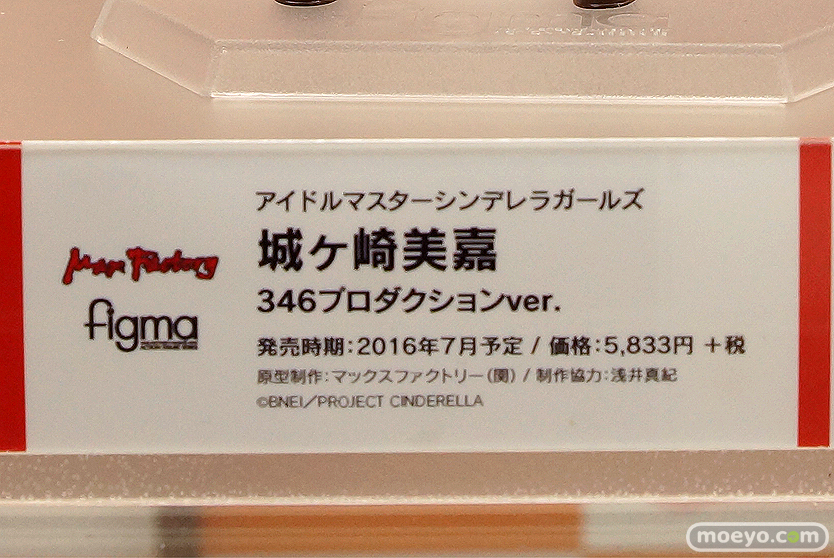 アイドルマスターシンデレラガールズ
城ヶ崎美嘉
346プロダクションver.
Max Factory
figma
発売時期：2016年7月予定 / 価格：5,833円 ＋税
原型制作：マックスファクトリー（関） / 制作協力：浅井真紀
©BNEI／PROJECT CINDERELLA
moeyo.com